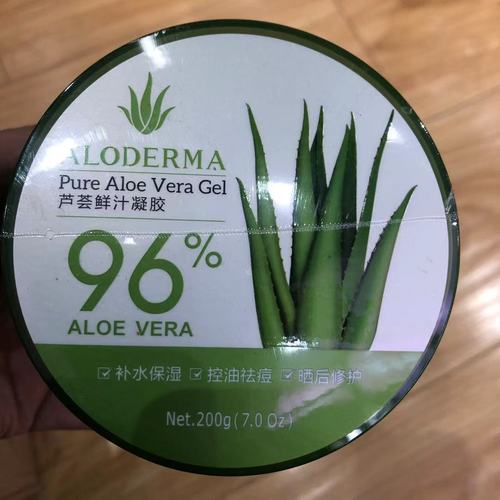 ALODERMA
Pure Aloe Vera Gel
芦荟鲜汁凝胶
96%
ALOE VERA
补水保湿 控油祛痘 晒后修护
Net.200g(7.0 Oz)